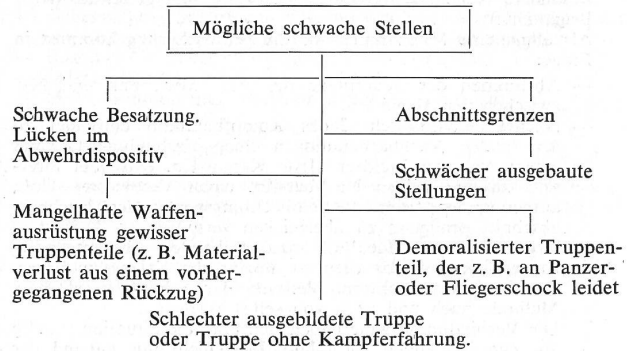 Mögliche schwache Stellen
Schwache Besatzung.
Lücken im
Abwehrdispositiv
Abschnittsgrenzen
Mangelhafte Waffen-
ausrüstung gewisser
Truppenteile (z. B. Material-
verlust aus einem vorher-
gegangenen Rückzug)
Schwächer ausgebaute
Stellungen
Demoralisierter Truppen-
teil, der z. B. an Panzer-
oder Fliegerschock leidet
Schlechter ausgebildete Truppe
oder Truppe ohne Kampferfahrung.